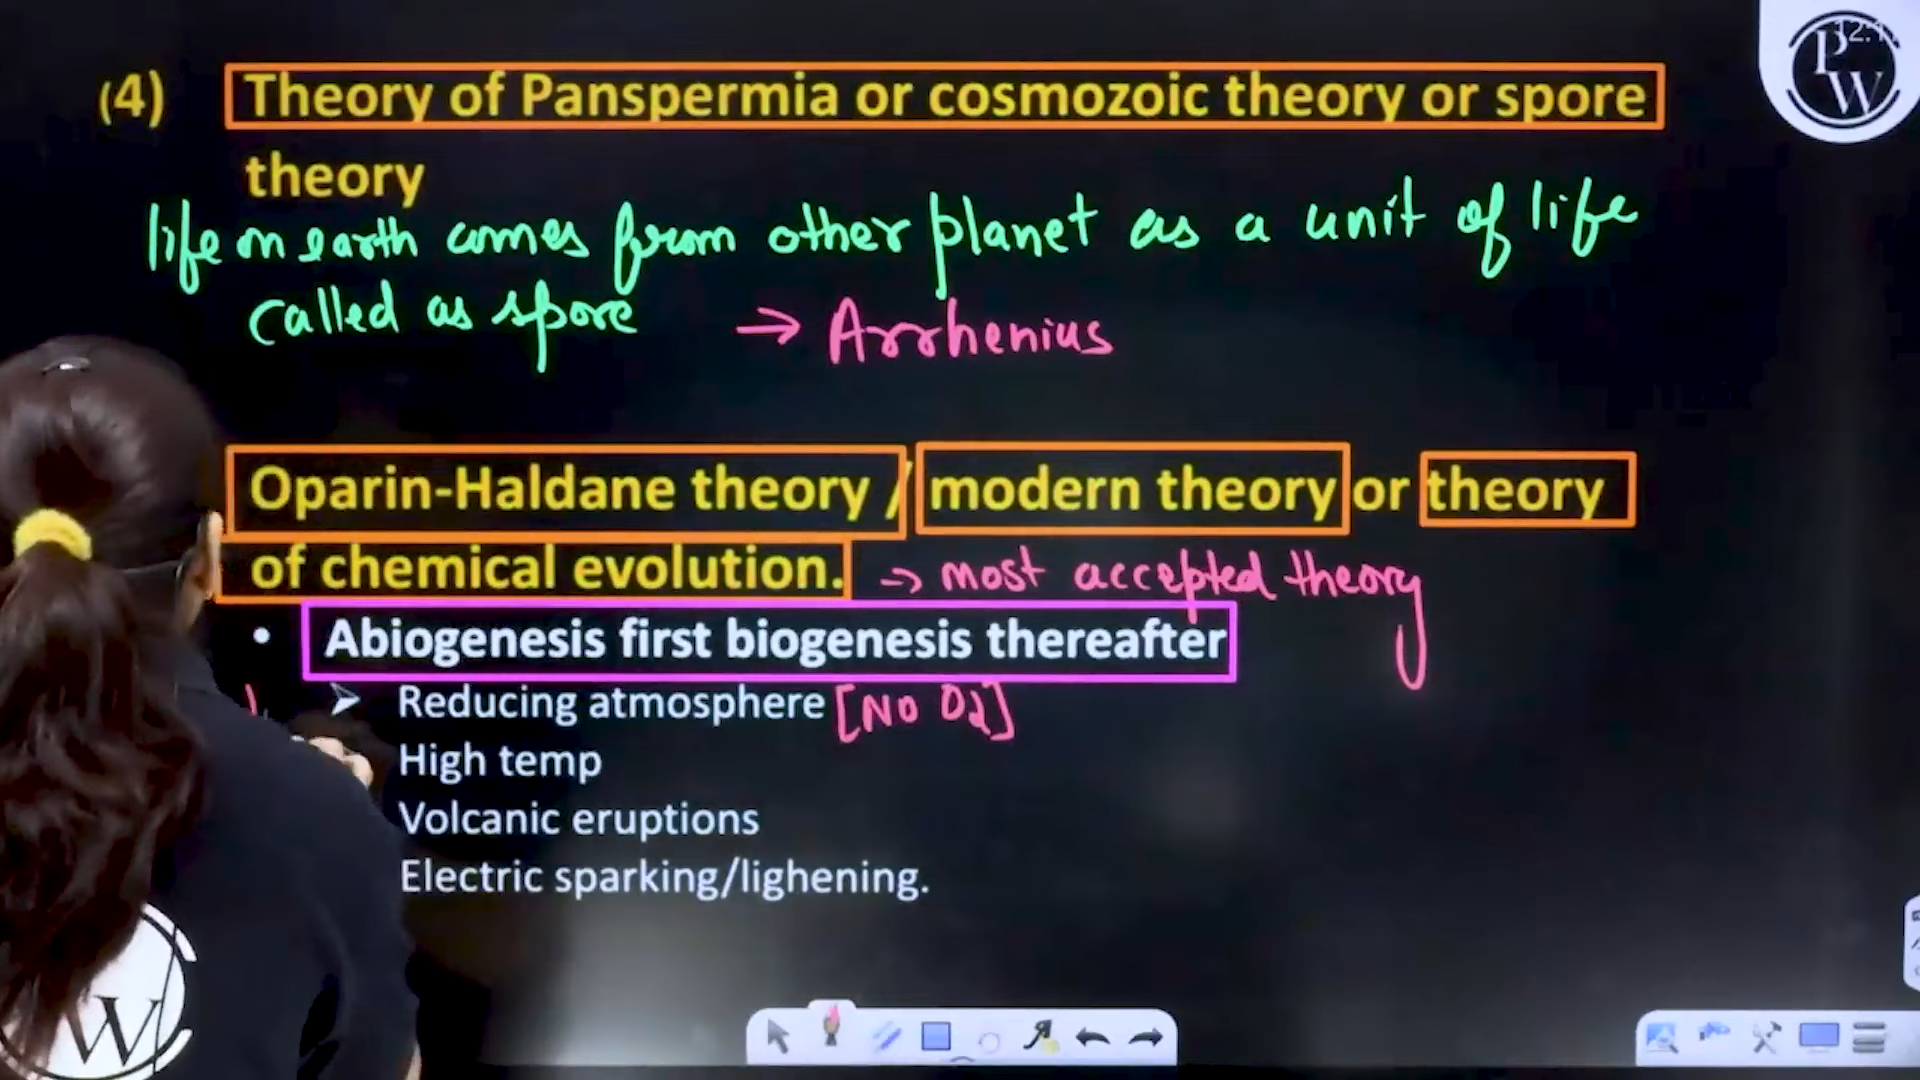 P 12:1
W
(4) Theory of Panspermia or cosmozoic theory or spore
theory
life on earth comes from other planet as a unit of life
called as spore → Arrhenius
Oparin-Haldane theory / modern theory or theory
of chemical evolution. → most accepted theory
• Abiogenesis first biogenesis thereafter
➢ Reducing atmosphere [NO O2]
High temp
Volcanic eruptions
Electric sparking/lighening.
W